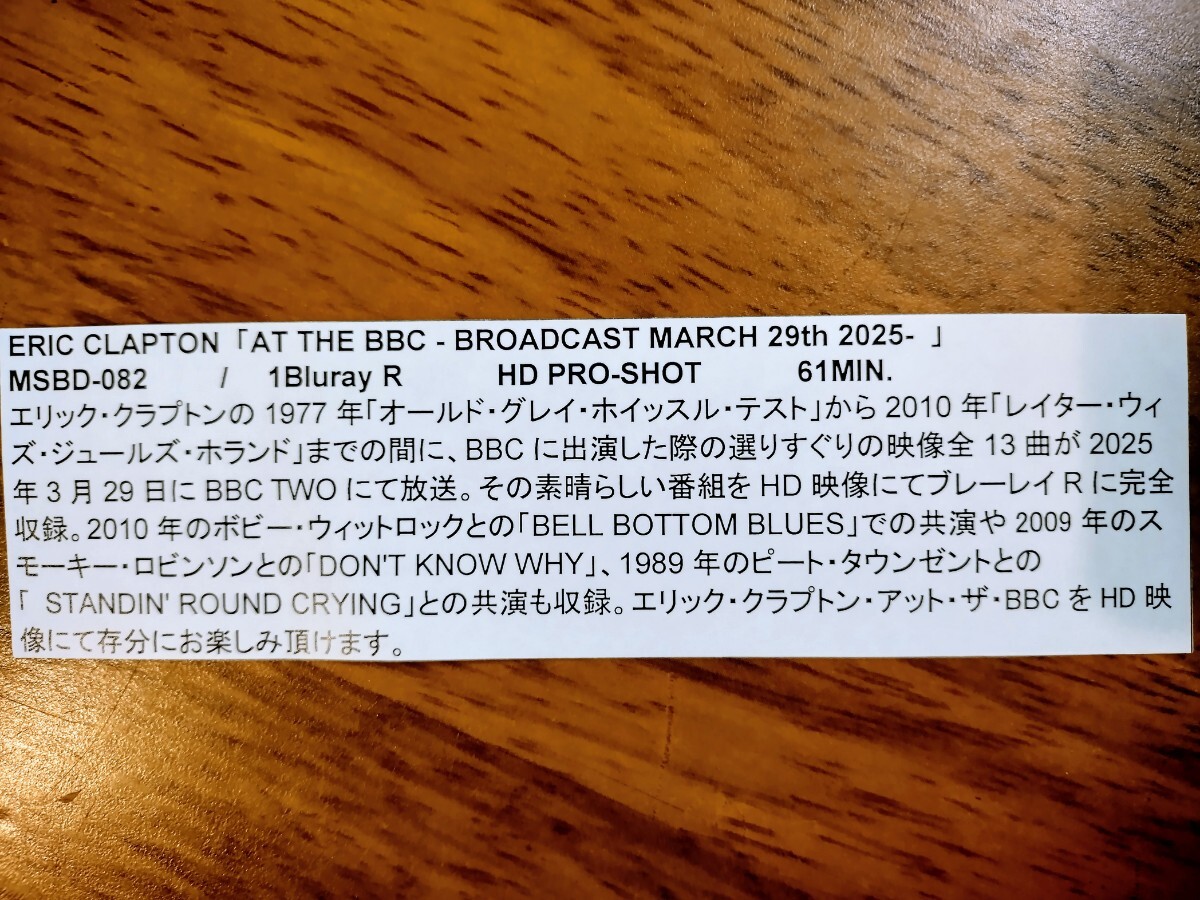 ERIC CLAPTON「AT THE BBC - BROADCAST MARCH 29th 2025- 」
MSBD-082 / 1Bluray R HD PRO-SHOT 61MIN.
エリック・クラプトンの 1977 年「オールド・グレイ・ホイッスル・テスト」から 2010 年「レイター・ウィ
ズ・ジュールズ・ホランド」までの間に、BBC に出演した際の選りすぐりの映像全 13 曲が 2025
年 3 月 29 日に BBC TWO にて放送。その素晴らしい番組を HD 映像にてブレーレイ R に完全
収録。2010 年のボビー・ウィットロックとの「BELL BOTTOM BLUES」での共演や 2009 年のス
モーキー・ロビンソンとの「DON'T KNOW WHY」、1989 年のピート・タウンゼントとの
「 STANDIN' ROUND CRYING」との共演も収録。エリック・クラプトン・アット・ザ・BBC を HD 映
像にて存分にお楽しみ頂けます。